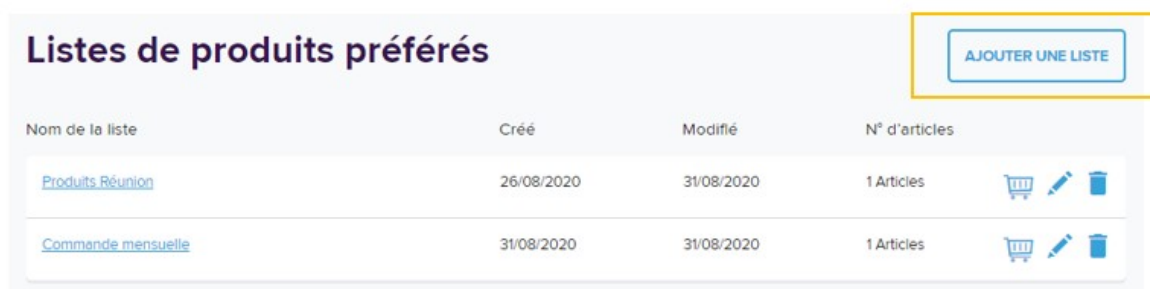 Listes de produits préférés
AJOUTER UNE LISTE
Nom de la liste Créé Modifié N° d'articles
Produits Réunion 26/08/2020 31/08/2020 1 Articles
Commande mensuelle 31/08/2020 31/08/2020 1 Articles